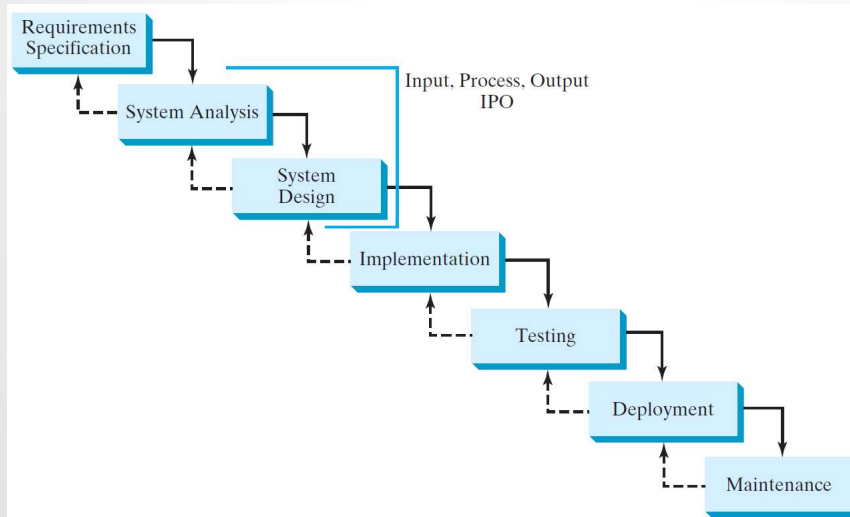 Requirements
Specification
Input, Process, Output
IPO
System Analysis
System
Design
Implementation
Testing
Deployment
Maintenance